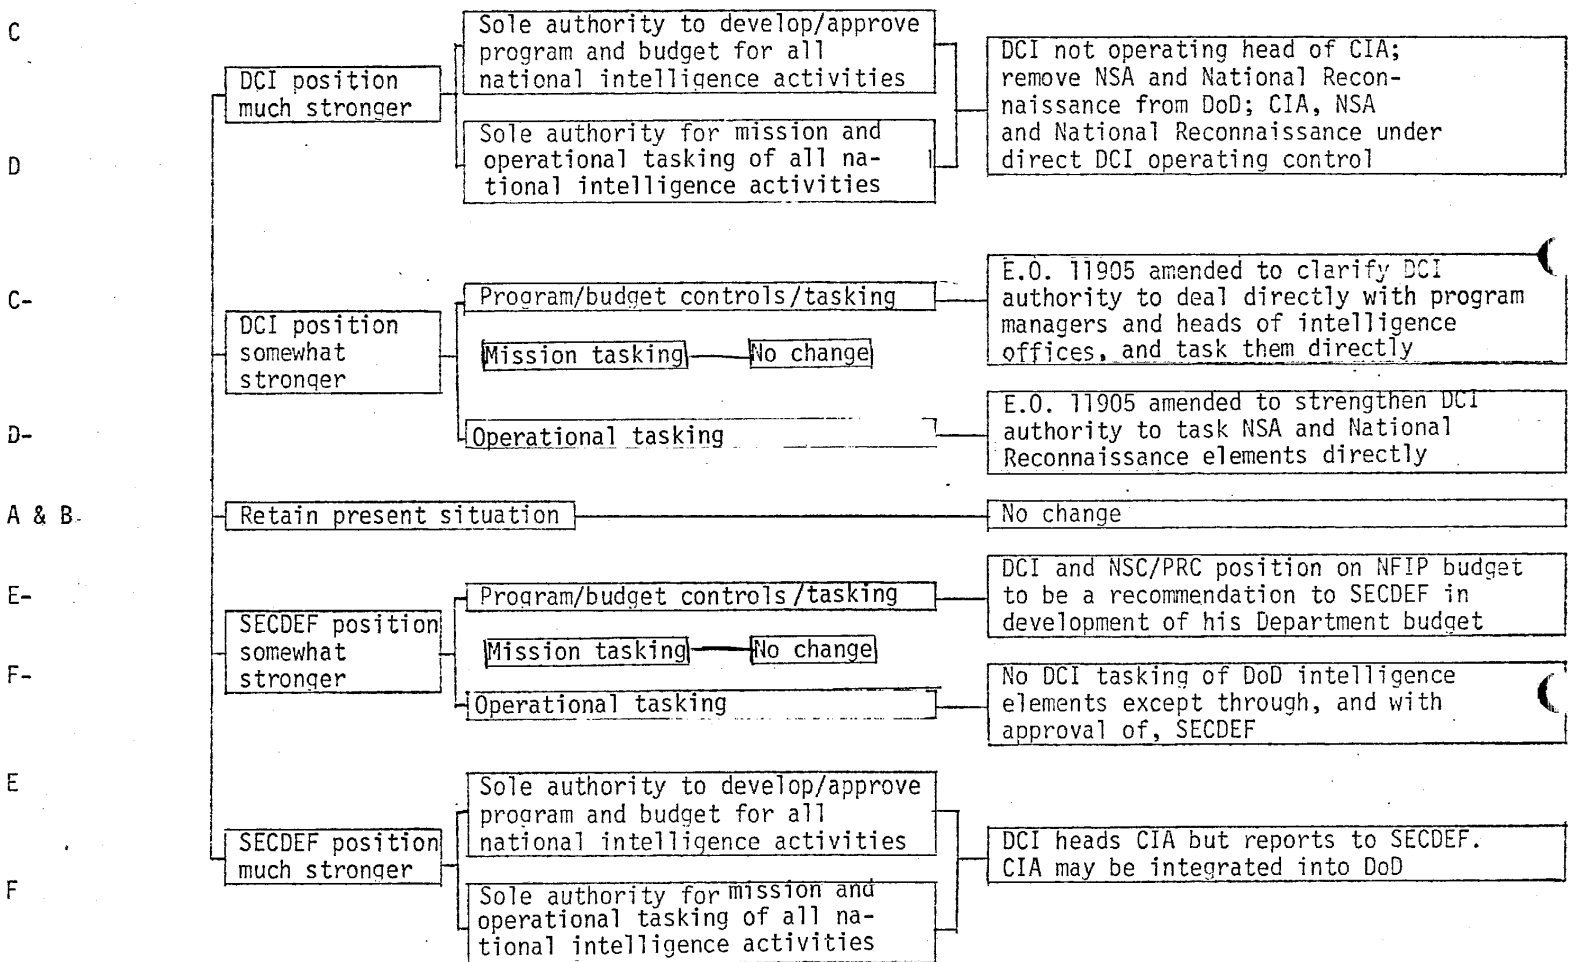 C
Sole authority to develop/approve
program and budget for all
national intelligence activities
DCI position
much stronger
D
Sole authority for mission and
operational tasking of all na-
tional intelligence activities
DCI not operating head of CIA;
remove NSA and National Recon-
naissance from DoD; CIA, NSA
and National Reconnaissance under
direct DCI operating control
C-
Program/budget controls/tasking
E.O. 11905 amended to clarify DCI
authority to deal directly with program
managers and heads of intelligence
offices, and task them directly
DCI position
somewhat
stronger
Mission tasking
No change
D-
Operational tasking
E.O. 11905 amended to strengthen DCI
authority to task NSA and National
Reconnaissance elements directly
A & B-
Retain present situation
No change
E-
Program/budget controls/tasking
DCI and NSC/PRC position on NFIP budget
to be a recommendation to SECDEF in
development of his Department budget
SECDEF position
somewhat
stronger
Mission tasking
No change
F-
Operational tasking
No DCI tasking of DoD intelligence
elements except through, and with
approval of, SECDEF
E
Sole authority to develop/approve
program and budget for all
national intelligence activities
SECDEF position
much stronger
F
Sole authority for mission and
operational tasking of all na-
tional intelligence activities
DCI heads CIA but reports to SECDEF.
CIA may be integrated into DoD